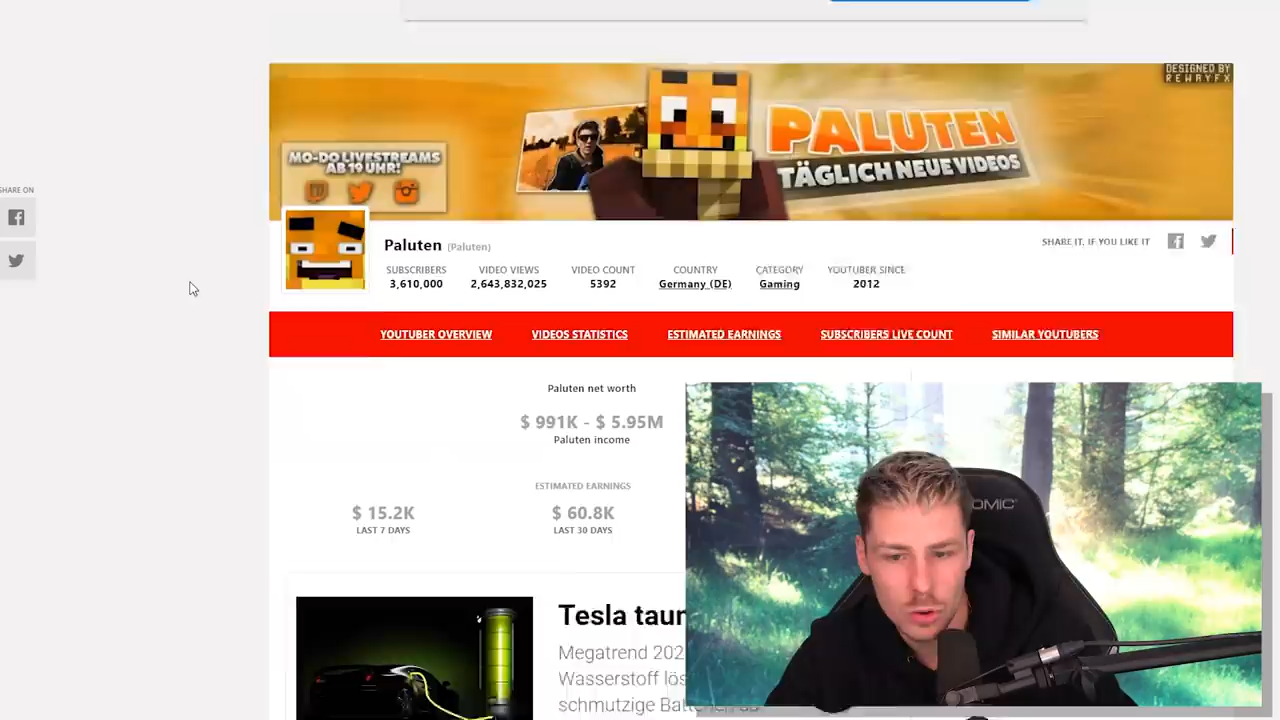 DESIGNED BY
REWRYFX
PALUTEN
TÄGLICH NEUE VIDEOS
MO-DO LIVESTREAMS
AB 19 UHR!
SHARE ON
Paluten (Paluten)
SHARE IT, IF YOU LIKE IT
SUBSCRIBERS VIDEO VIEWS VIDEO COUNT COUNTRY CATEGORY YOUTUBER SINCE
3,610,000 2,643,832,025 5392 Germany (DE) Gaming 2012
YOUTUBER OVERVIEW VIDEOS STATISTICS ESTIMATED EARNINGS SUBSCRIBERS LIVE COUNT SIMILAR YOUTUBERS
Paluten net worth
$ 991K - $ 5.95M
Paluten income
ESTIMATED EARNINGS
$ 15.2K $ 60.8K
LAST 7 DAYS LAST 30 DAYS
OMIC
Tesla taun
Megatrend 202
Wasserstoff lös
schmutzige Batte